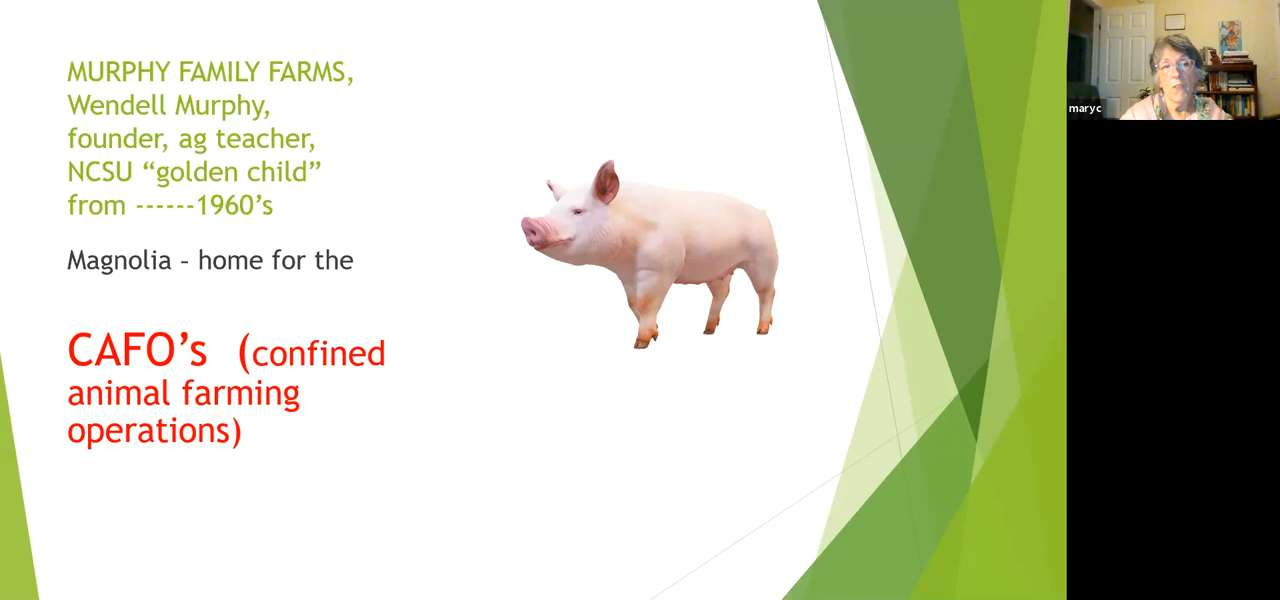 MURPHY FAMILY FARMS,
Wendell Murphy,
founder, ag teacher,
NCSU “golden child”
from ------1960’s
Magnolia – home for the
CAFO’s  (confined
animal farming
operations)
maryc